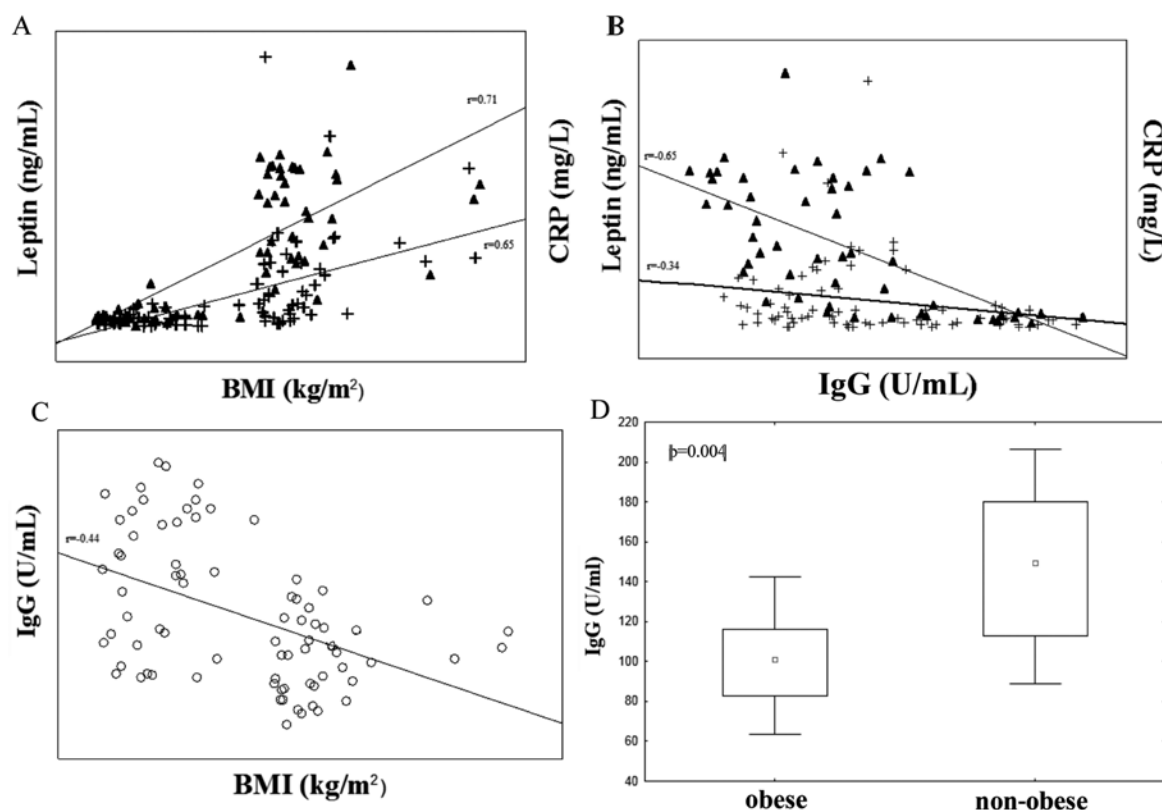 A
Leptin (ng/mL)
r=0.71
r=0.65
CRP (mg/L)
BMI (kg/m²)
B
Leptin (ng/mL)
r=-0.65
r=-0.34
CRP (mg/L)
IgG (U/mL)
C
IgG (U/mL)
r=-0.44
BMI (kg/m²)
D
IgG (U/ml)
220
200
180
160
140
120
100
80
60
40
p=0.004
obese
non-obese